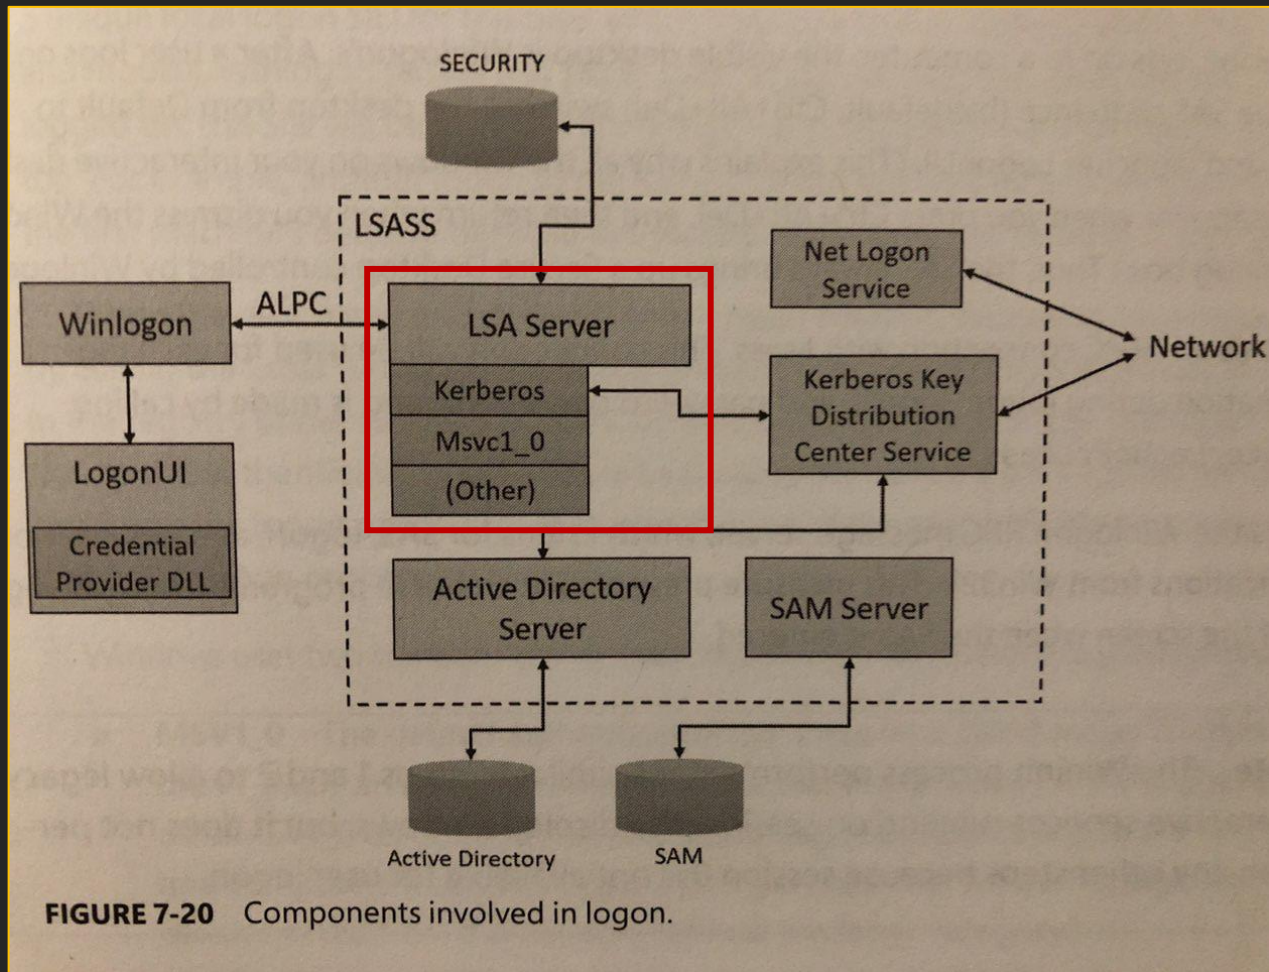 SECURITY
LSASS
Net Logon
Service
ALPC
Winlogon
LSA Server
Network
Kerberos
Kerberos Key
Distribution
Center Service
Msvc1_0
(Other)
LogonUI
Credential
Provider DLL
Active Directory
Server
SAM Server
Active Directory
SAM
FIGURE 7-20 Components involved in logon.